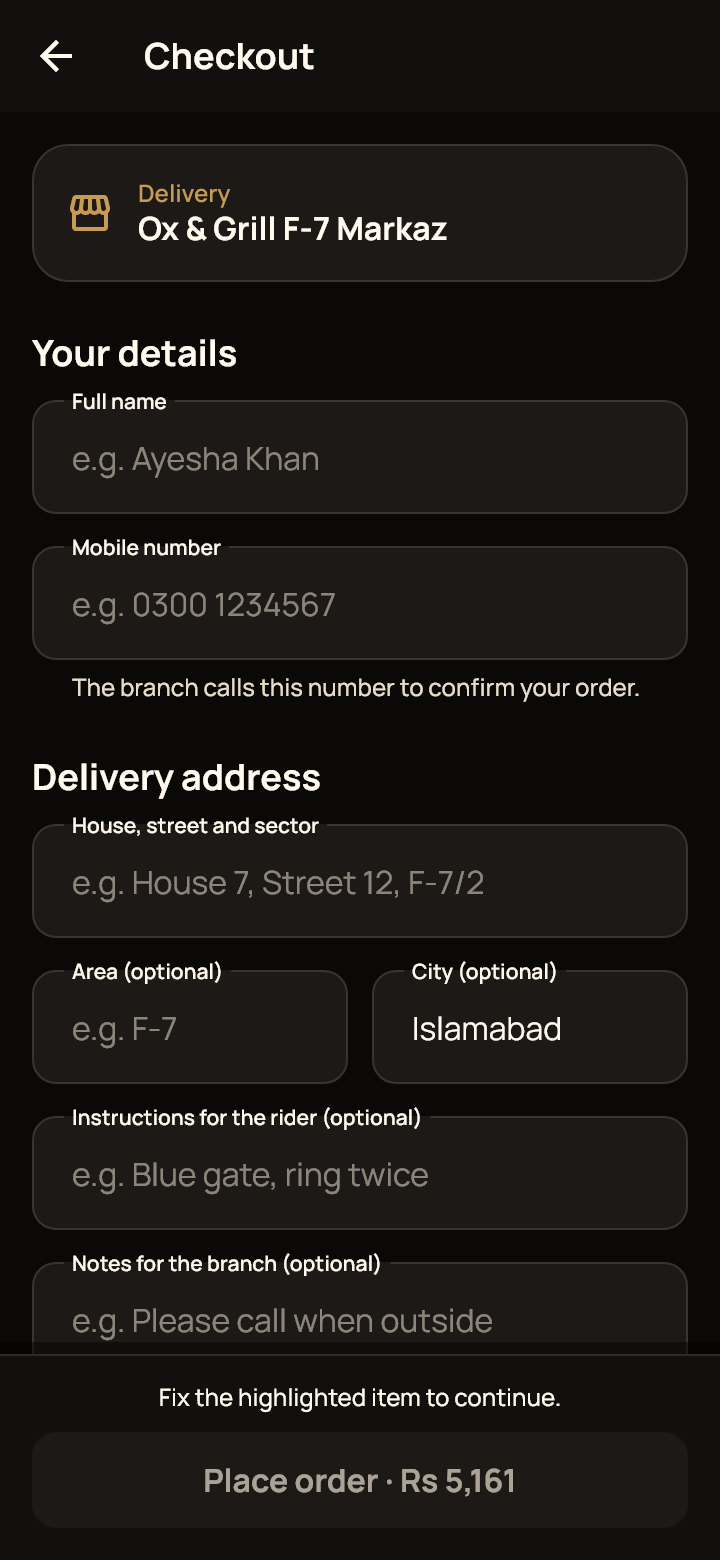 Checkout
Delivery
Ox & Grill F-7 Markaz
Your details
Full name
e.g. Ayesha Khan
Mobile number
e.g. 0300 1234567
The branch calls this number to confirm your order.
Delivery address
House, street and sector
e.g. House 7, Street 12, F-7/2
Area (optional)
e.g. F-7
City (optional)
Islamabad
Instructions for the rider (optional)
e.g. Blue gate, ring twice
Notes for the branch (optional)
e.g. Please call when outside
Fix the highlighted item to continue.
Place order · Rs 5,161